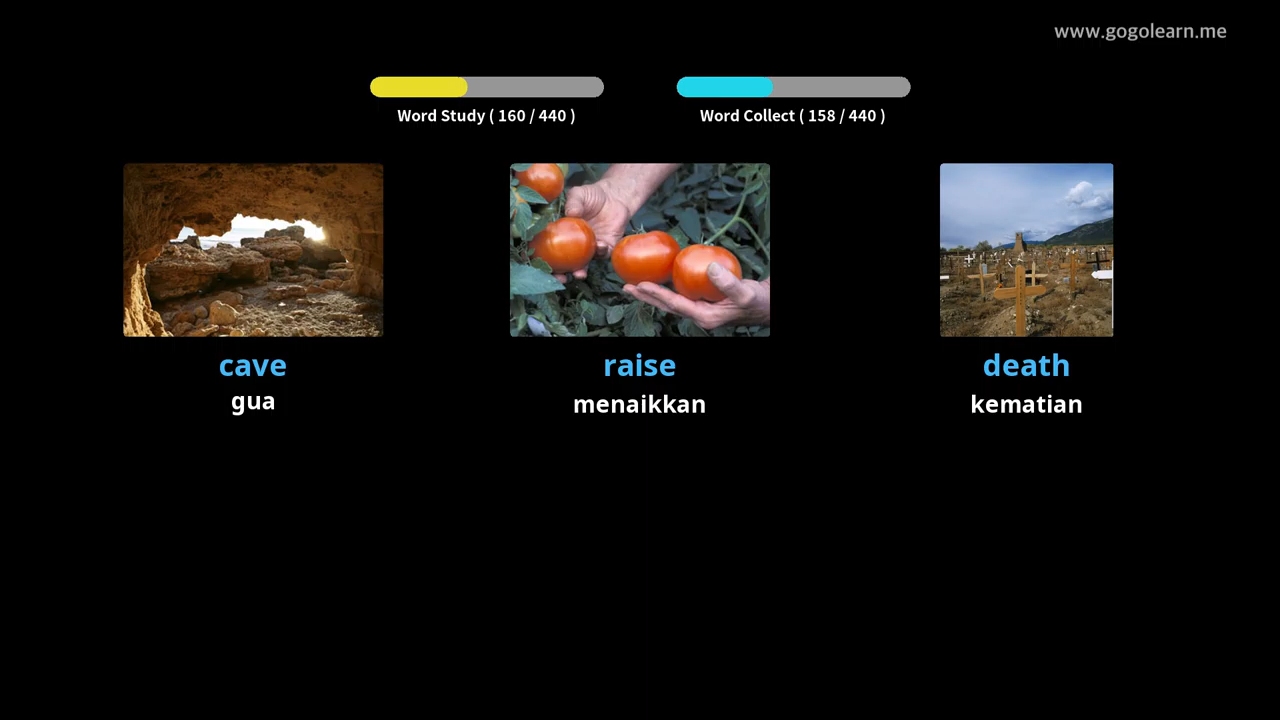 www.gogolearn.me
Word Study ( 160 / 440 )
Word Collect ( 158 / 440 )
cave
gua
raise
menaikkan
death
kematian